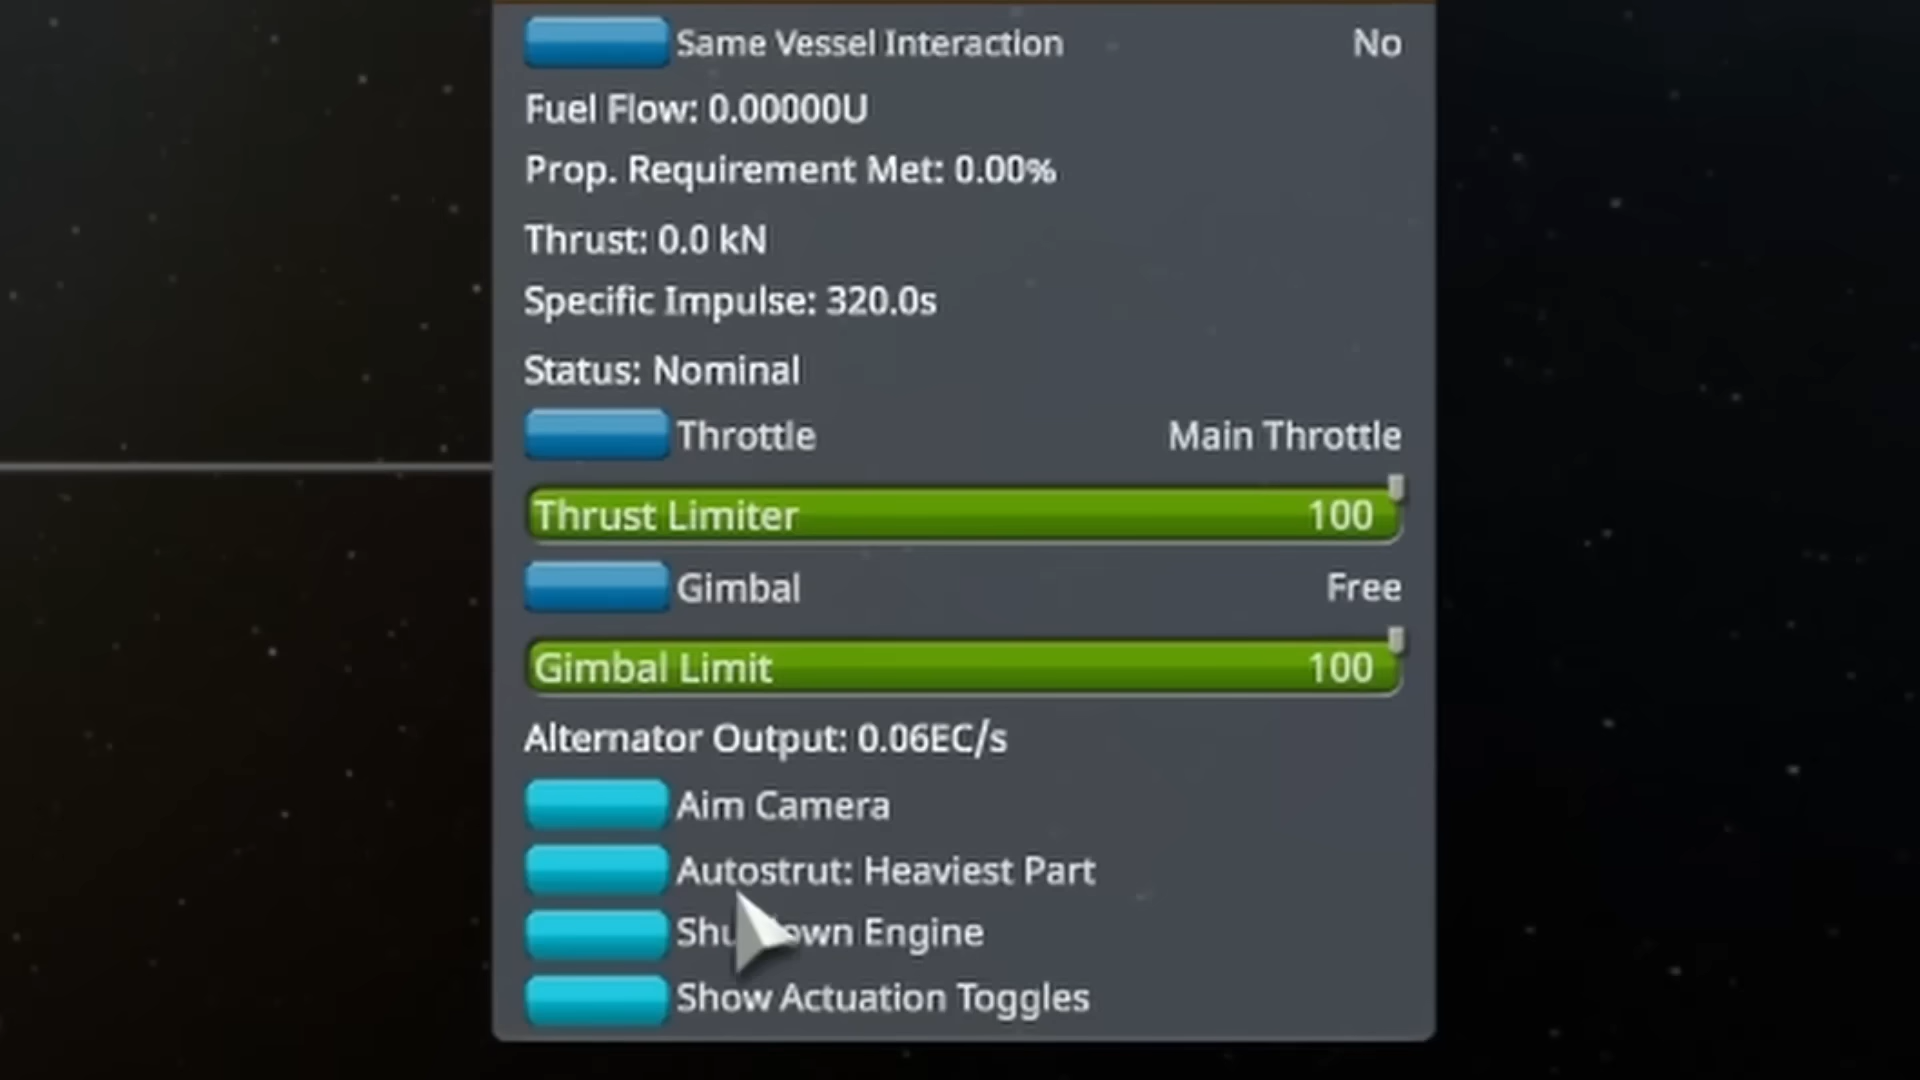 Same Vessel Interaction No
Fuel Flow: 0.00000U
Prop. Requirement Met: 0.00%
Thrust: 0.0 kN
Specific Impulse: 320.0s
Status: Nominal
Throttle Main Throttle
Thrust Limiter 100
Gimbal Free
Gimbal Limit 100
Alternator Output: 0.06EC/s
Aim Camera
Autostrut: Heaviest Part
Shutdown Engine
Show Actuation Toggles